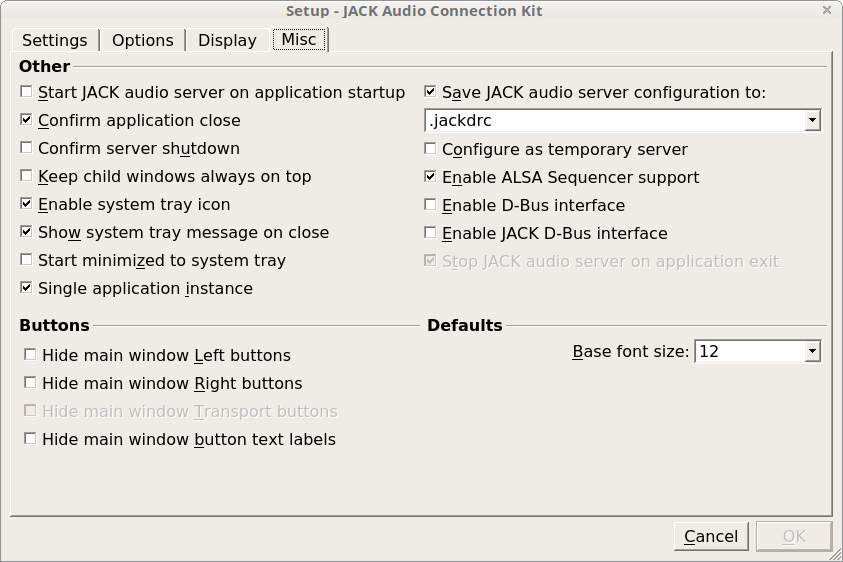 Setup - JACK Audio Connection Kit
Settings Options Display Misc
Other
Start JACK audio server on application startup
Confirm application close
Confirm server shutdown
Keep child windows always on top
Enable system tray icon
Show system tray message on close
Start minimized to system tray
Single application instance
Save JACK audio server configuration to:
.jackdrc
Configure as temporary server
Enable ALSA Sequencer support
Enable D-Bus interface
Enable JACK D-Bus interface
Stop JACK audio server on application exit
Buttons
Hide main window Left buttons
Hide main window Right buttons
Hide main window Transport buttons
Hide main window button text labels
Defaults
Base font size: 12
Cancel OK